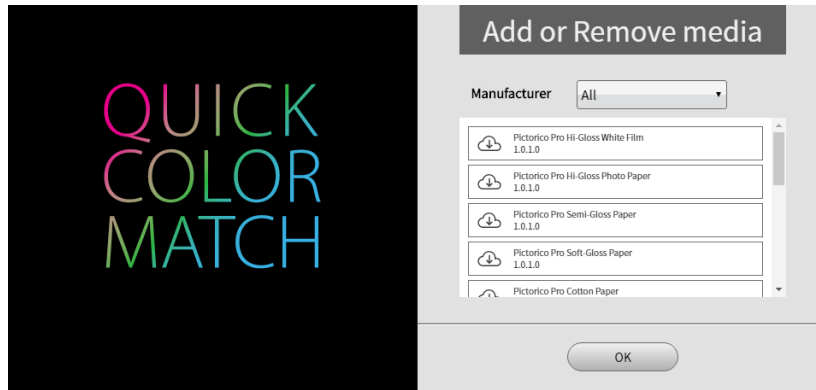 QUICK
COLOR
MATCH
Add or Remove media
Manufacturer
All
Pictorico Pro Hi-Gloss White Film
1.0.1.0
Pictorico Pro Hi-Gloss Photo Paper
1.0.1.0
Pictorico Pro Semi-Gloss Paper
1.0.1.0
Pictorico Pro Soft-Gloss Paper
1.0.1.0
Pictorico Pro Cotton Paper
OK